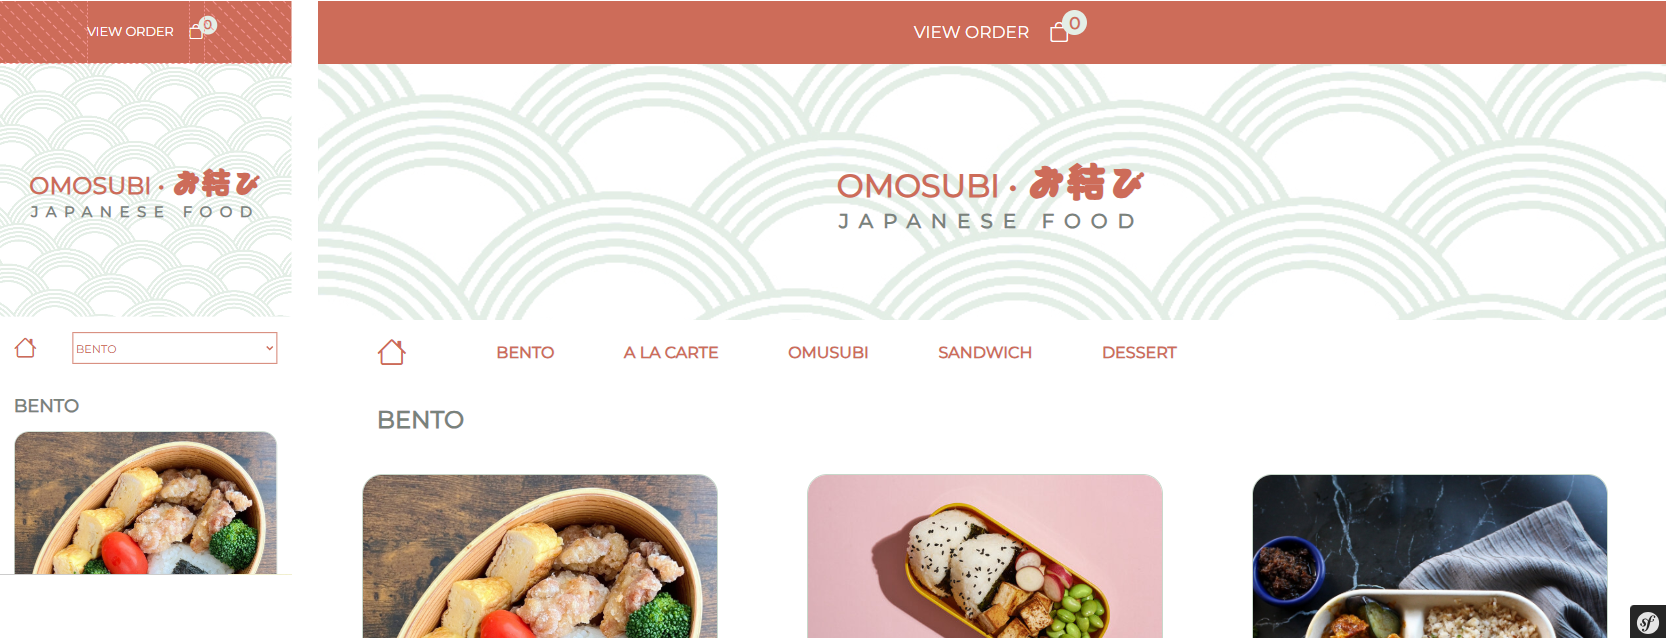 VIEW ORDER 0
OMOSUBI · お結び
JAPANESE FOOD
BENTO
BENTO
VIEW ORDER 0
OMOSUBI · お結び
JAPANESE FOOD
BENTO A LA CARTE OMUSUBI SANDWICH DESSERT
BENTO
sf